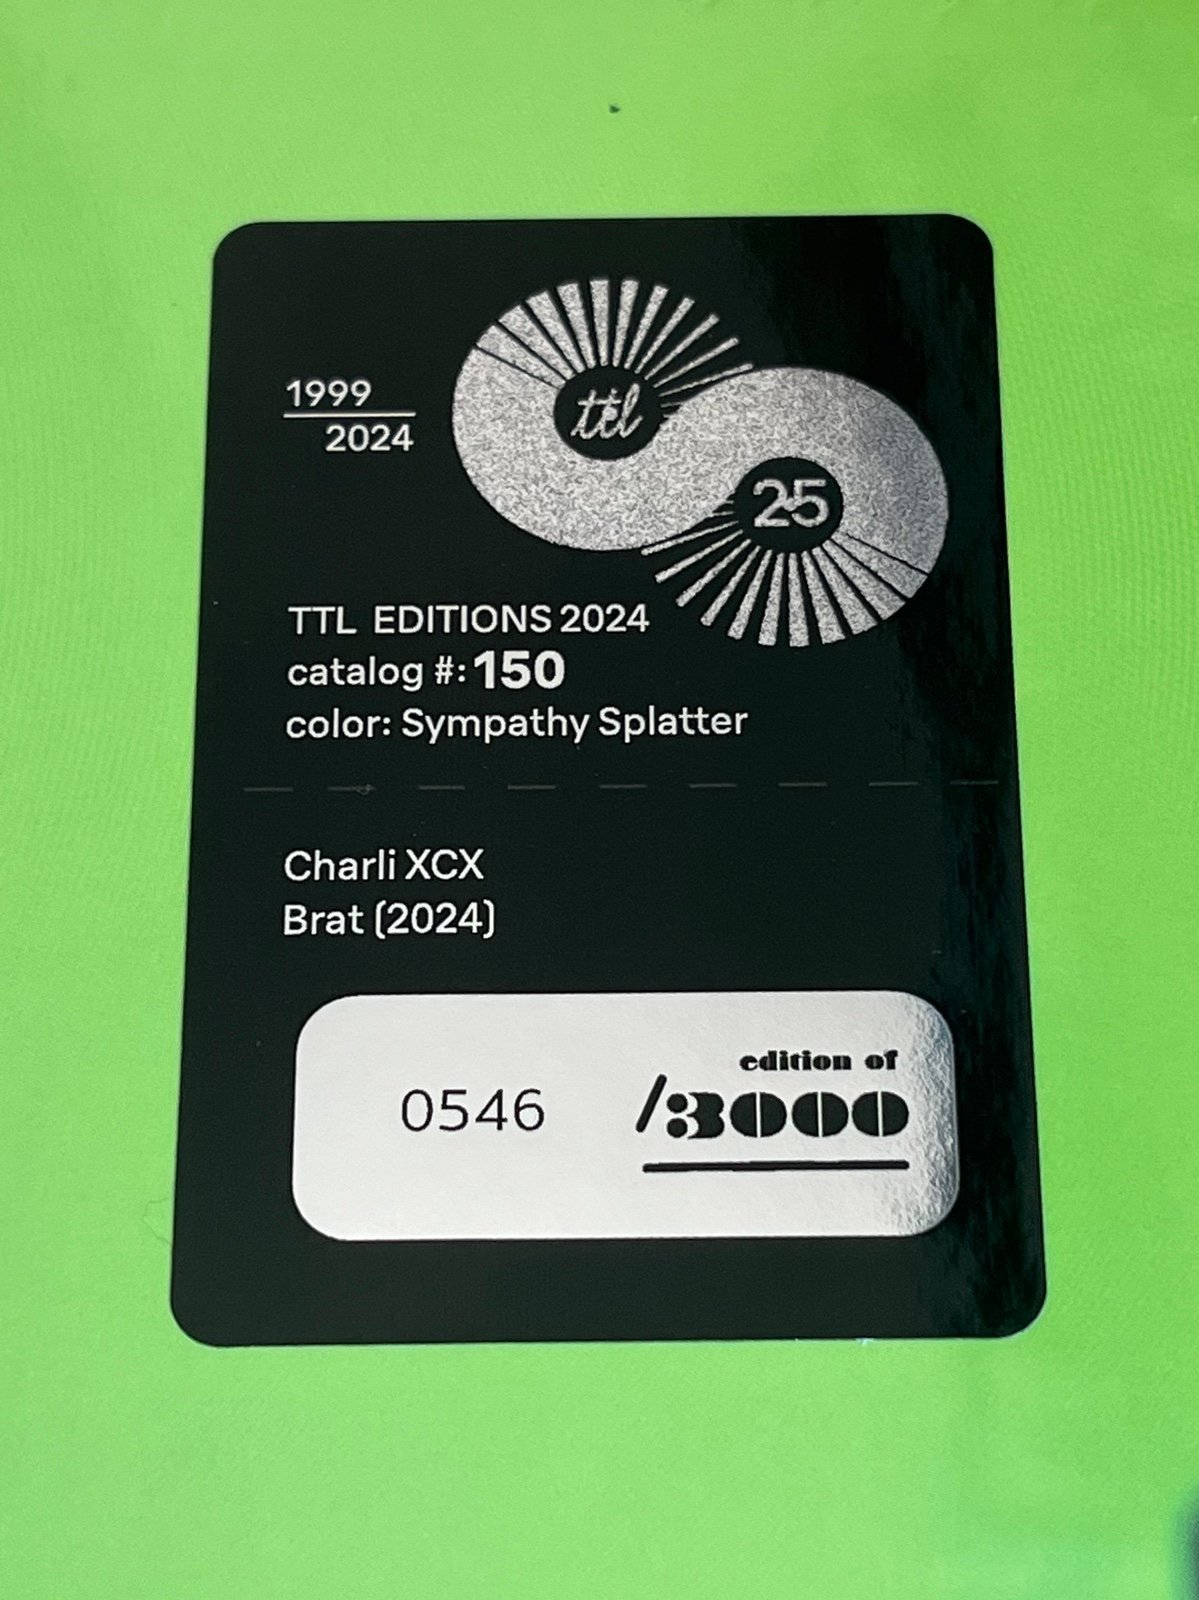 1999
2024
ttl
25
TTL EDITIONS 2024
catalog #: 150
color: Sympathy Splatter
Charli XCX
Brat (2024)
edition of
0546 /3000